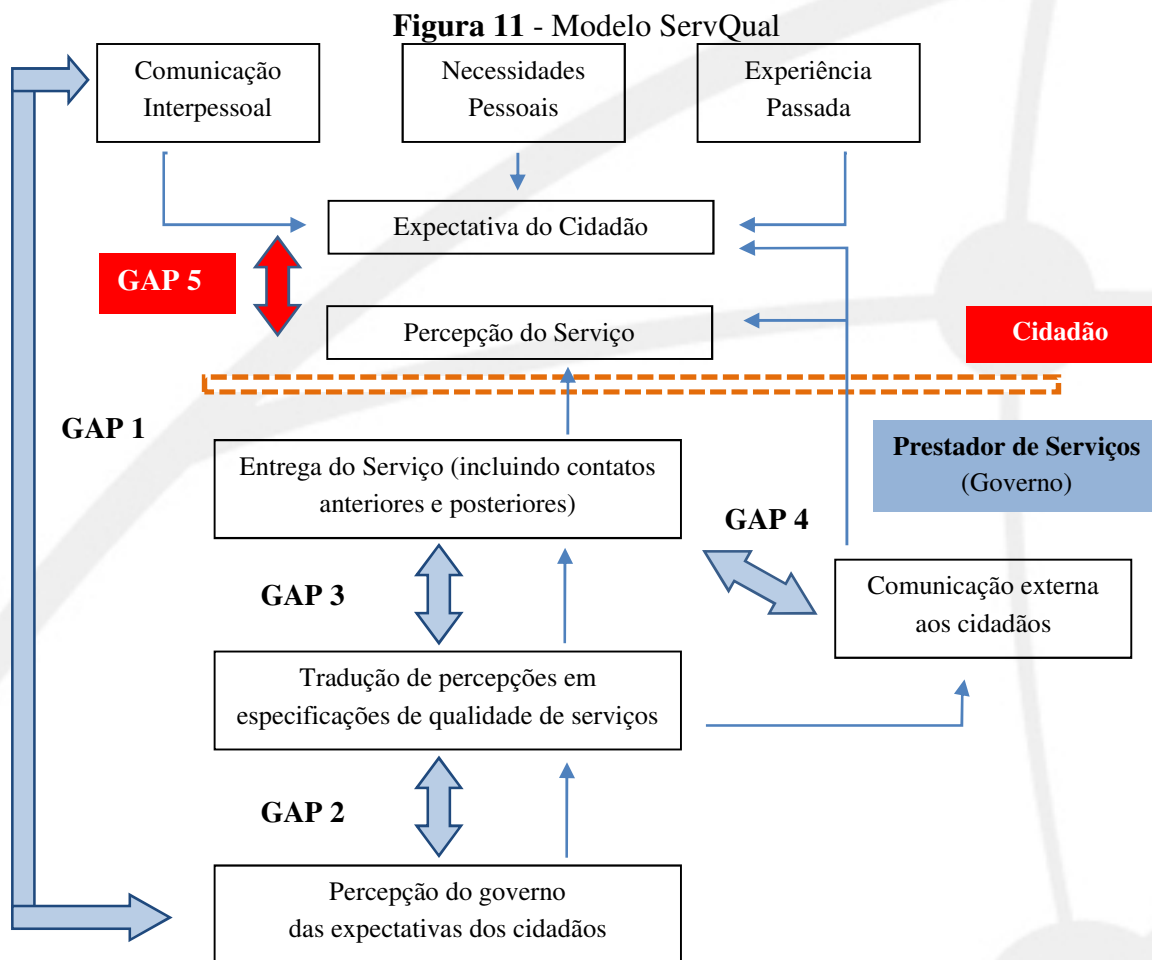 Figura 11 - Modelo ServQual
Comunicação
Interpessoal
Necessidades
Pessoais
Experiência
Passada
Expectativa do Cidadão
GAP 5
Percepção do Serviço
Cidadão
GAP 1
Prestador de Serviços
(Governo)
Entrega do Serviço (incluindo contatos
anteriores e posteriores)
GAP 4
GAP 3
Comunicação externa
aos cidadãos
Tradução de percepções em
especificações de qualidade de serviços
GAP 2
Percepção do governo
das expectativas dos cidadãos